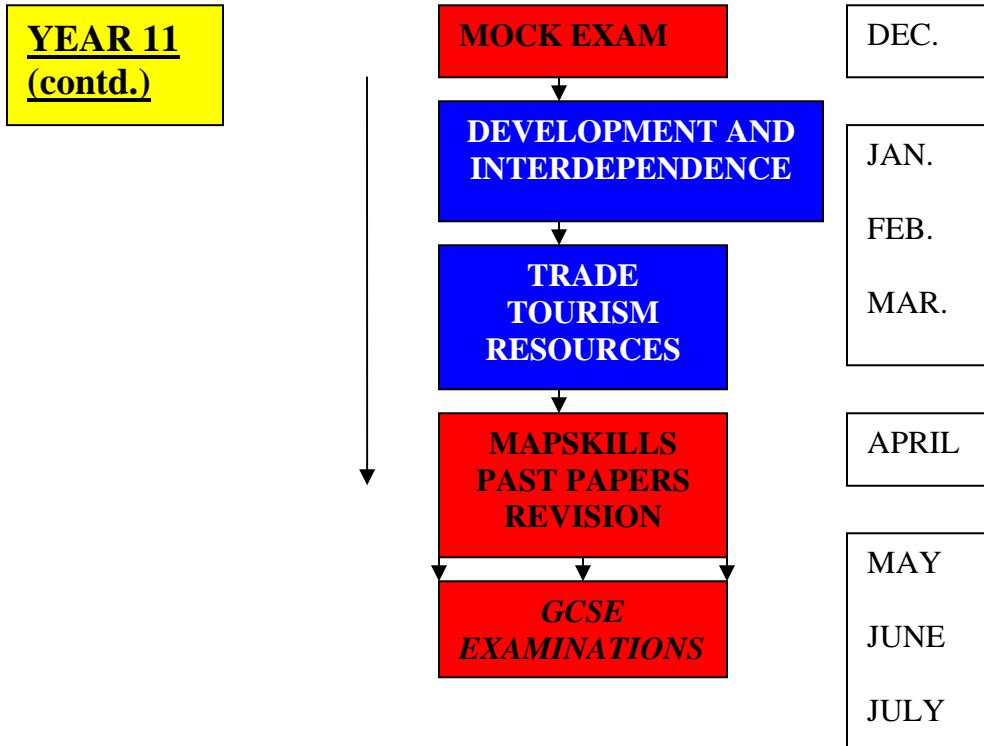 YEAR 11
(contd.)
MOCK EXAM
DEC.
DEVELOPMENT AND
INTERDEPENDENCE
JAN.
FEB.
MAR.
TRADE
TOURISM
RESOURCES
MAPSKILLS
PAST PAPERS
REVISION
APRIL
GCSE
EXAMINATIONS
MAY
JUNE
JULY